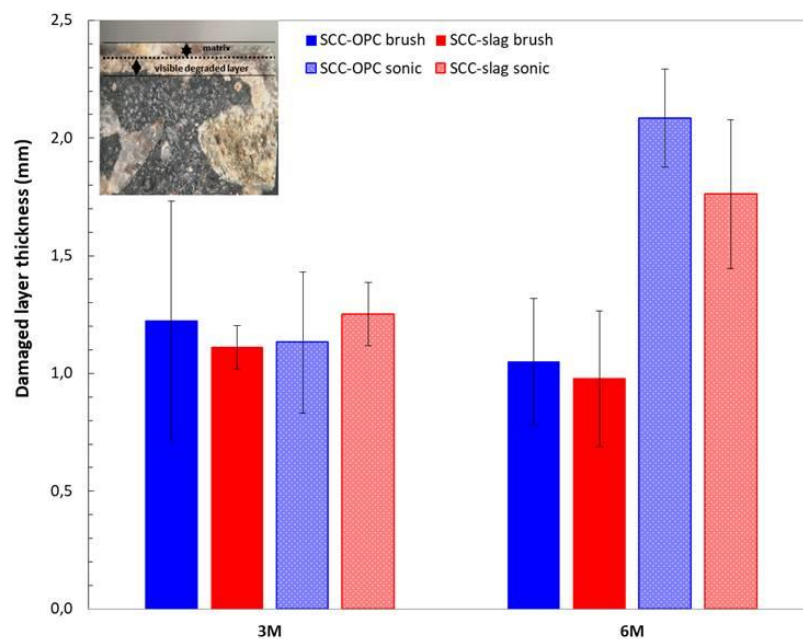 2,5
2,0
1,5
1,0
0,5
0,0
Damaged layer thickness (mm)
matrix
visible degraded layer
SCC-OPC brush SCC-slag brush
SCC-OPC sonic SCC-slag sonic
3M 6M